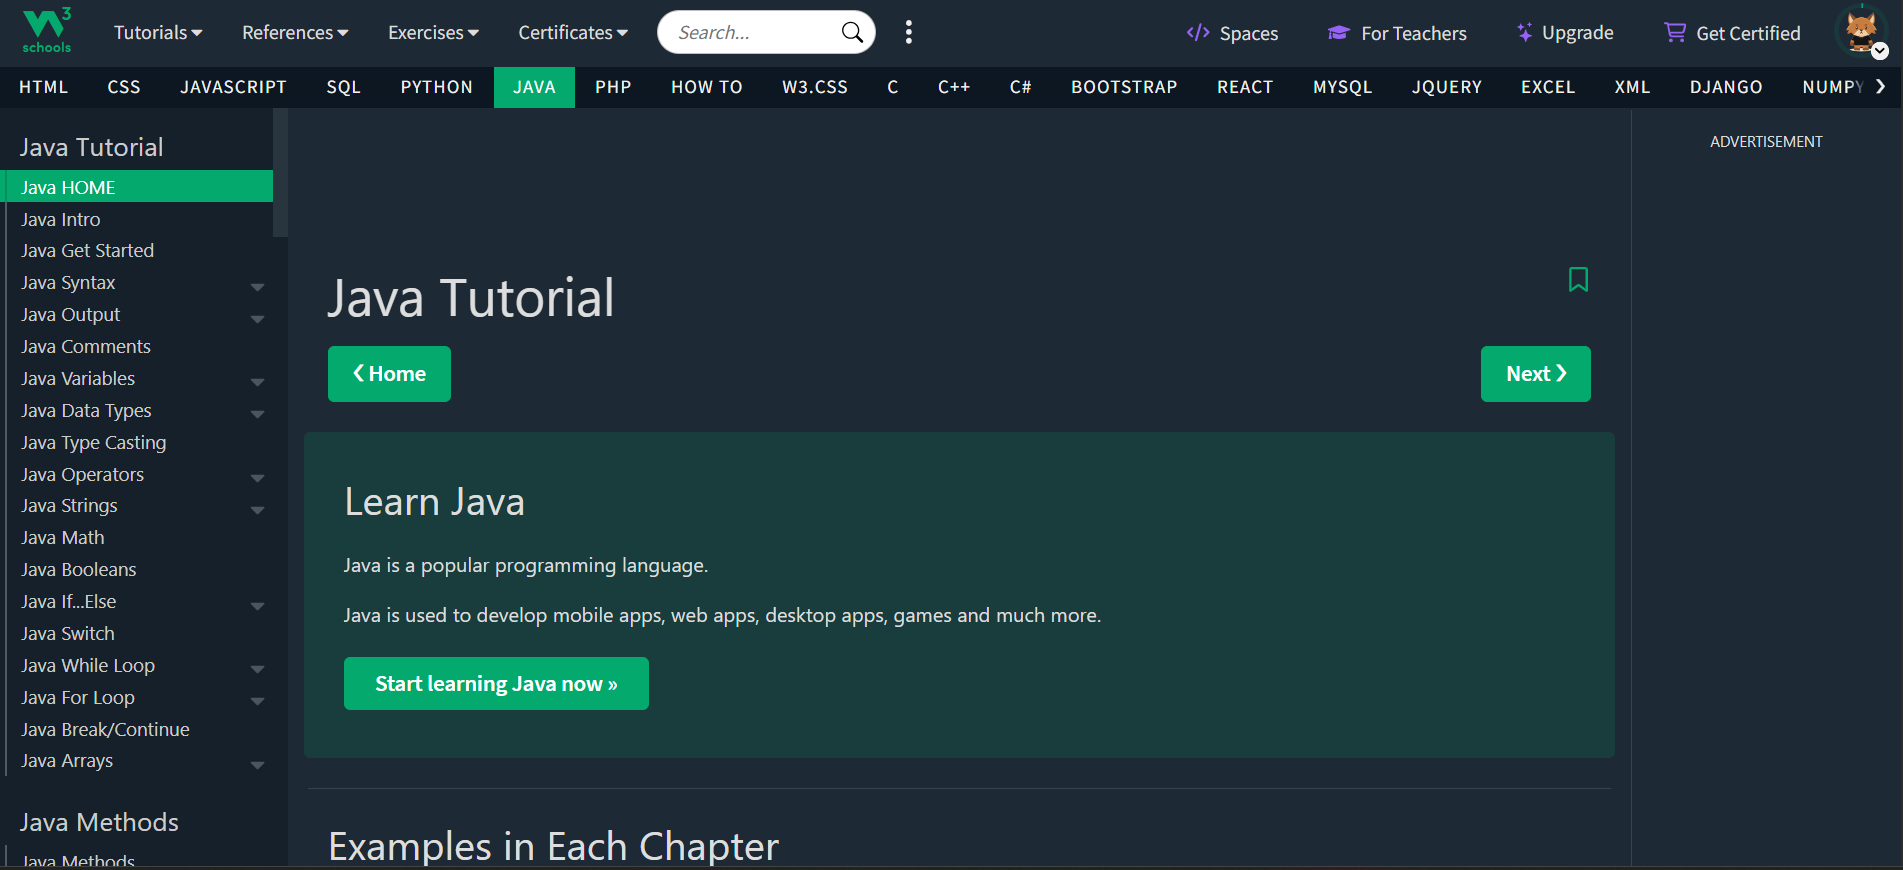 3
schools
Tutorials References Exercises Certificates Search... Spaces For Teachers Upgrade Get Certified
HTML CSS JAVASCRIPT SQL PYTHON JAVA PHP HOW TO W3.CSS C C++ C# BOOTSTRAP REACT MYSQL JQUERY EXCEL XML DJANGO NUMPY
Java Tutorial
Java HOME
Java Intro
Java Get Started
Java Syntax
Java Output
Java Comments
Java Variables
Java Data Types
Java Type Casting
Java Operators
Java Strings
Java Math
Java Booleans
Java If...Else
Java Switch
Java While Loop
Java For Loop
Java Break/Continue
Java Arrays
Java Methods
Java Methods
ADVERTISEMENT
Java Tutorial
❮ Home
Next ❯
Learn Java
Java is a popular programming language.
Java is used to develop mobile apps, web apps, desktop apps, games and much more.
Start learning Java now »
Examples in Each Chapter